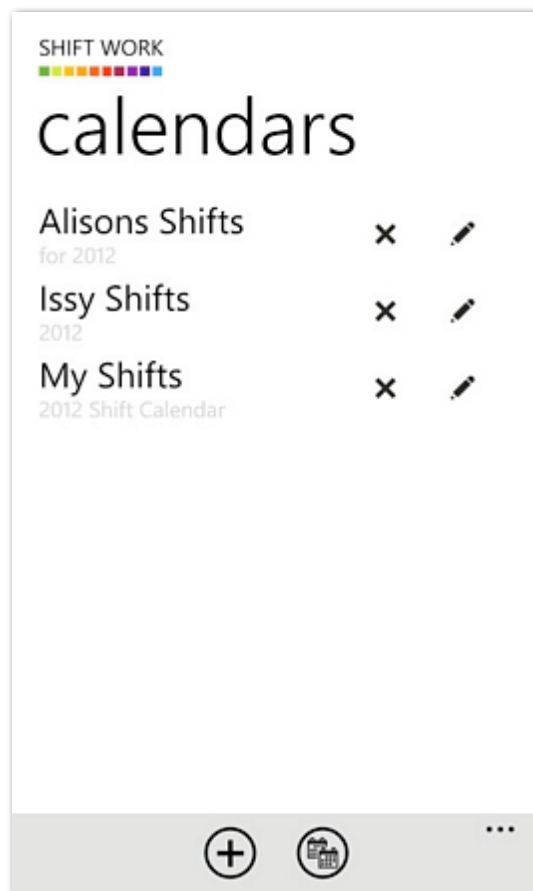 SHIFT WORK
calendars
Alisons Shifts
for 2012
Issy Shifts
2012
My Shifts
2012 Shift Calendar